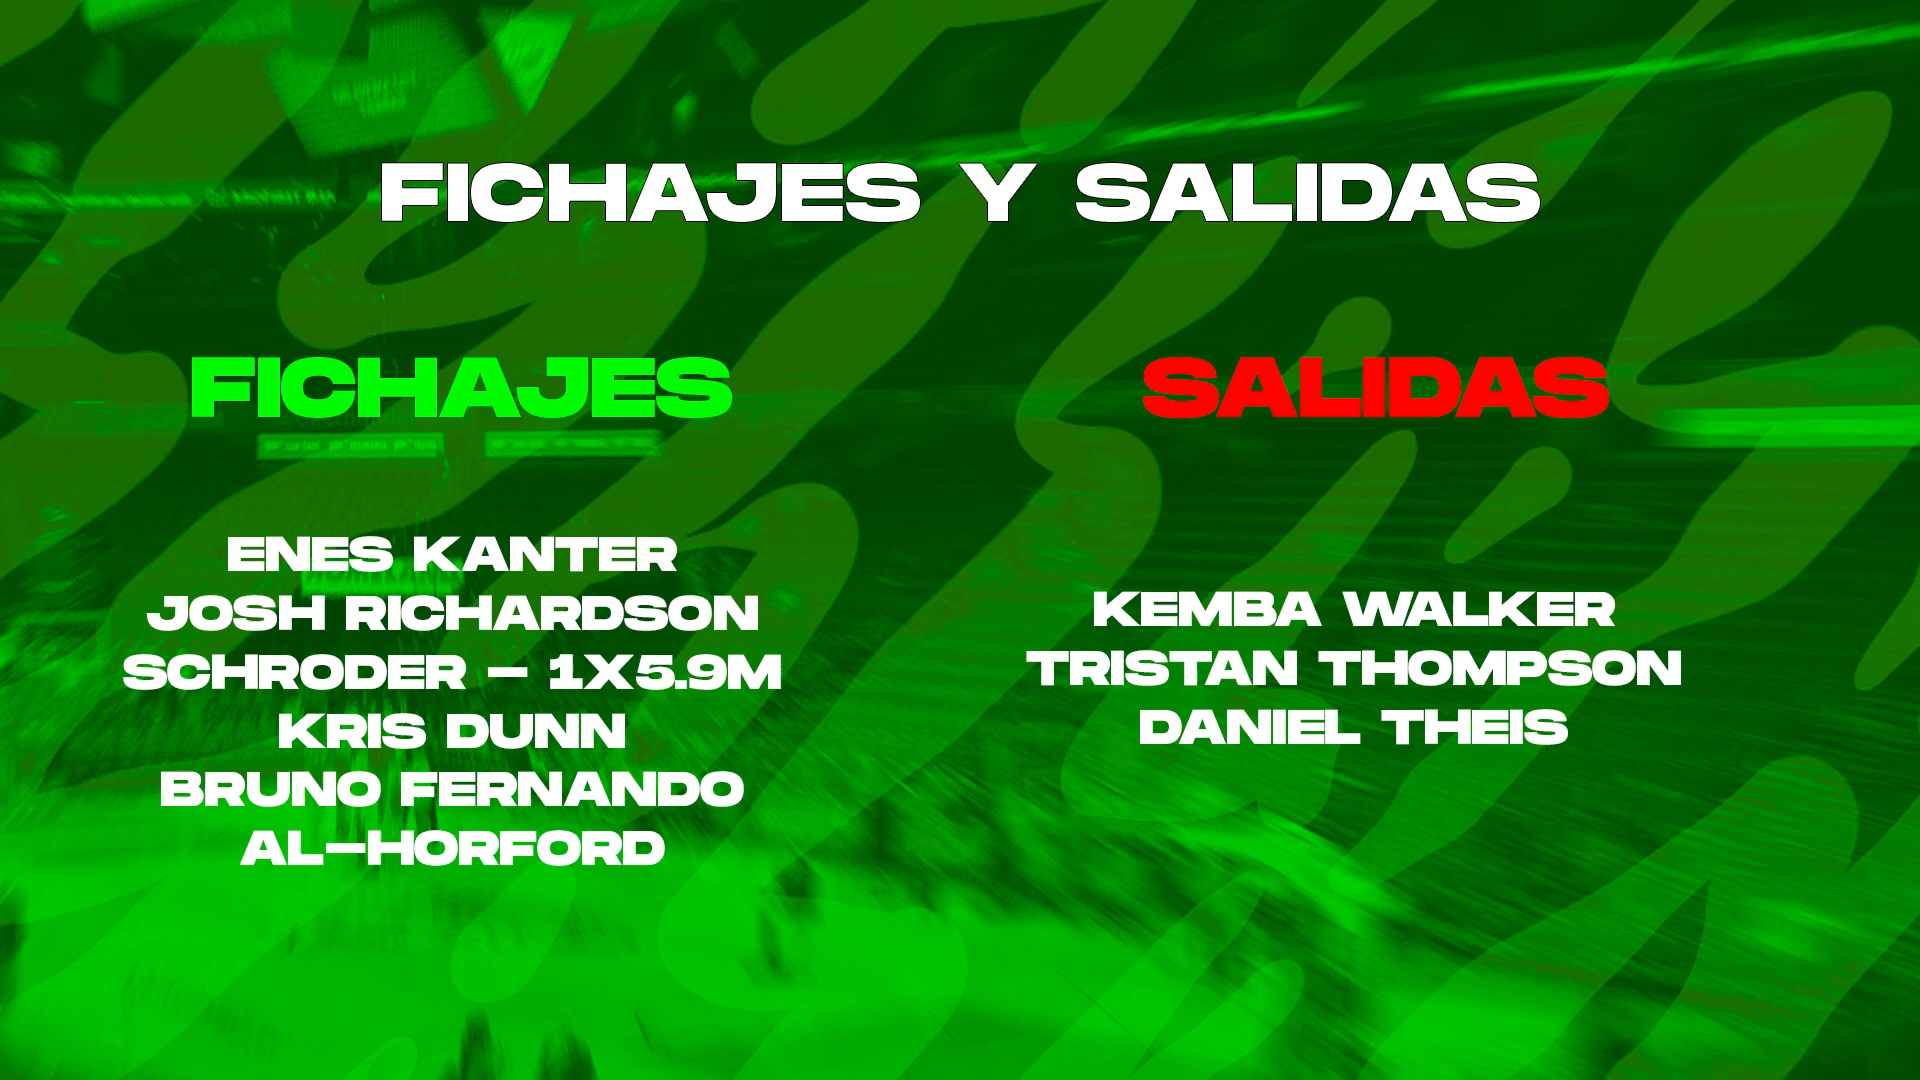 FICHAJES Y SALIDAS
FICHAJES
ENES KANTER
JOSH RICHARDSON
SCHRODER - 1X5.9M
KRIS DUNN
BRUNO FERNANDO
AL-HORFORD
SALIDAS
KEMBA WALKER
TRISTAN THOMPSON
DANIEL THEIS